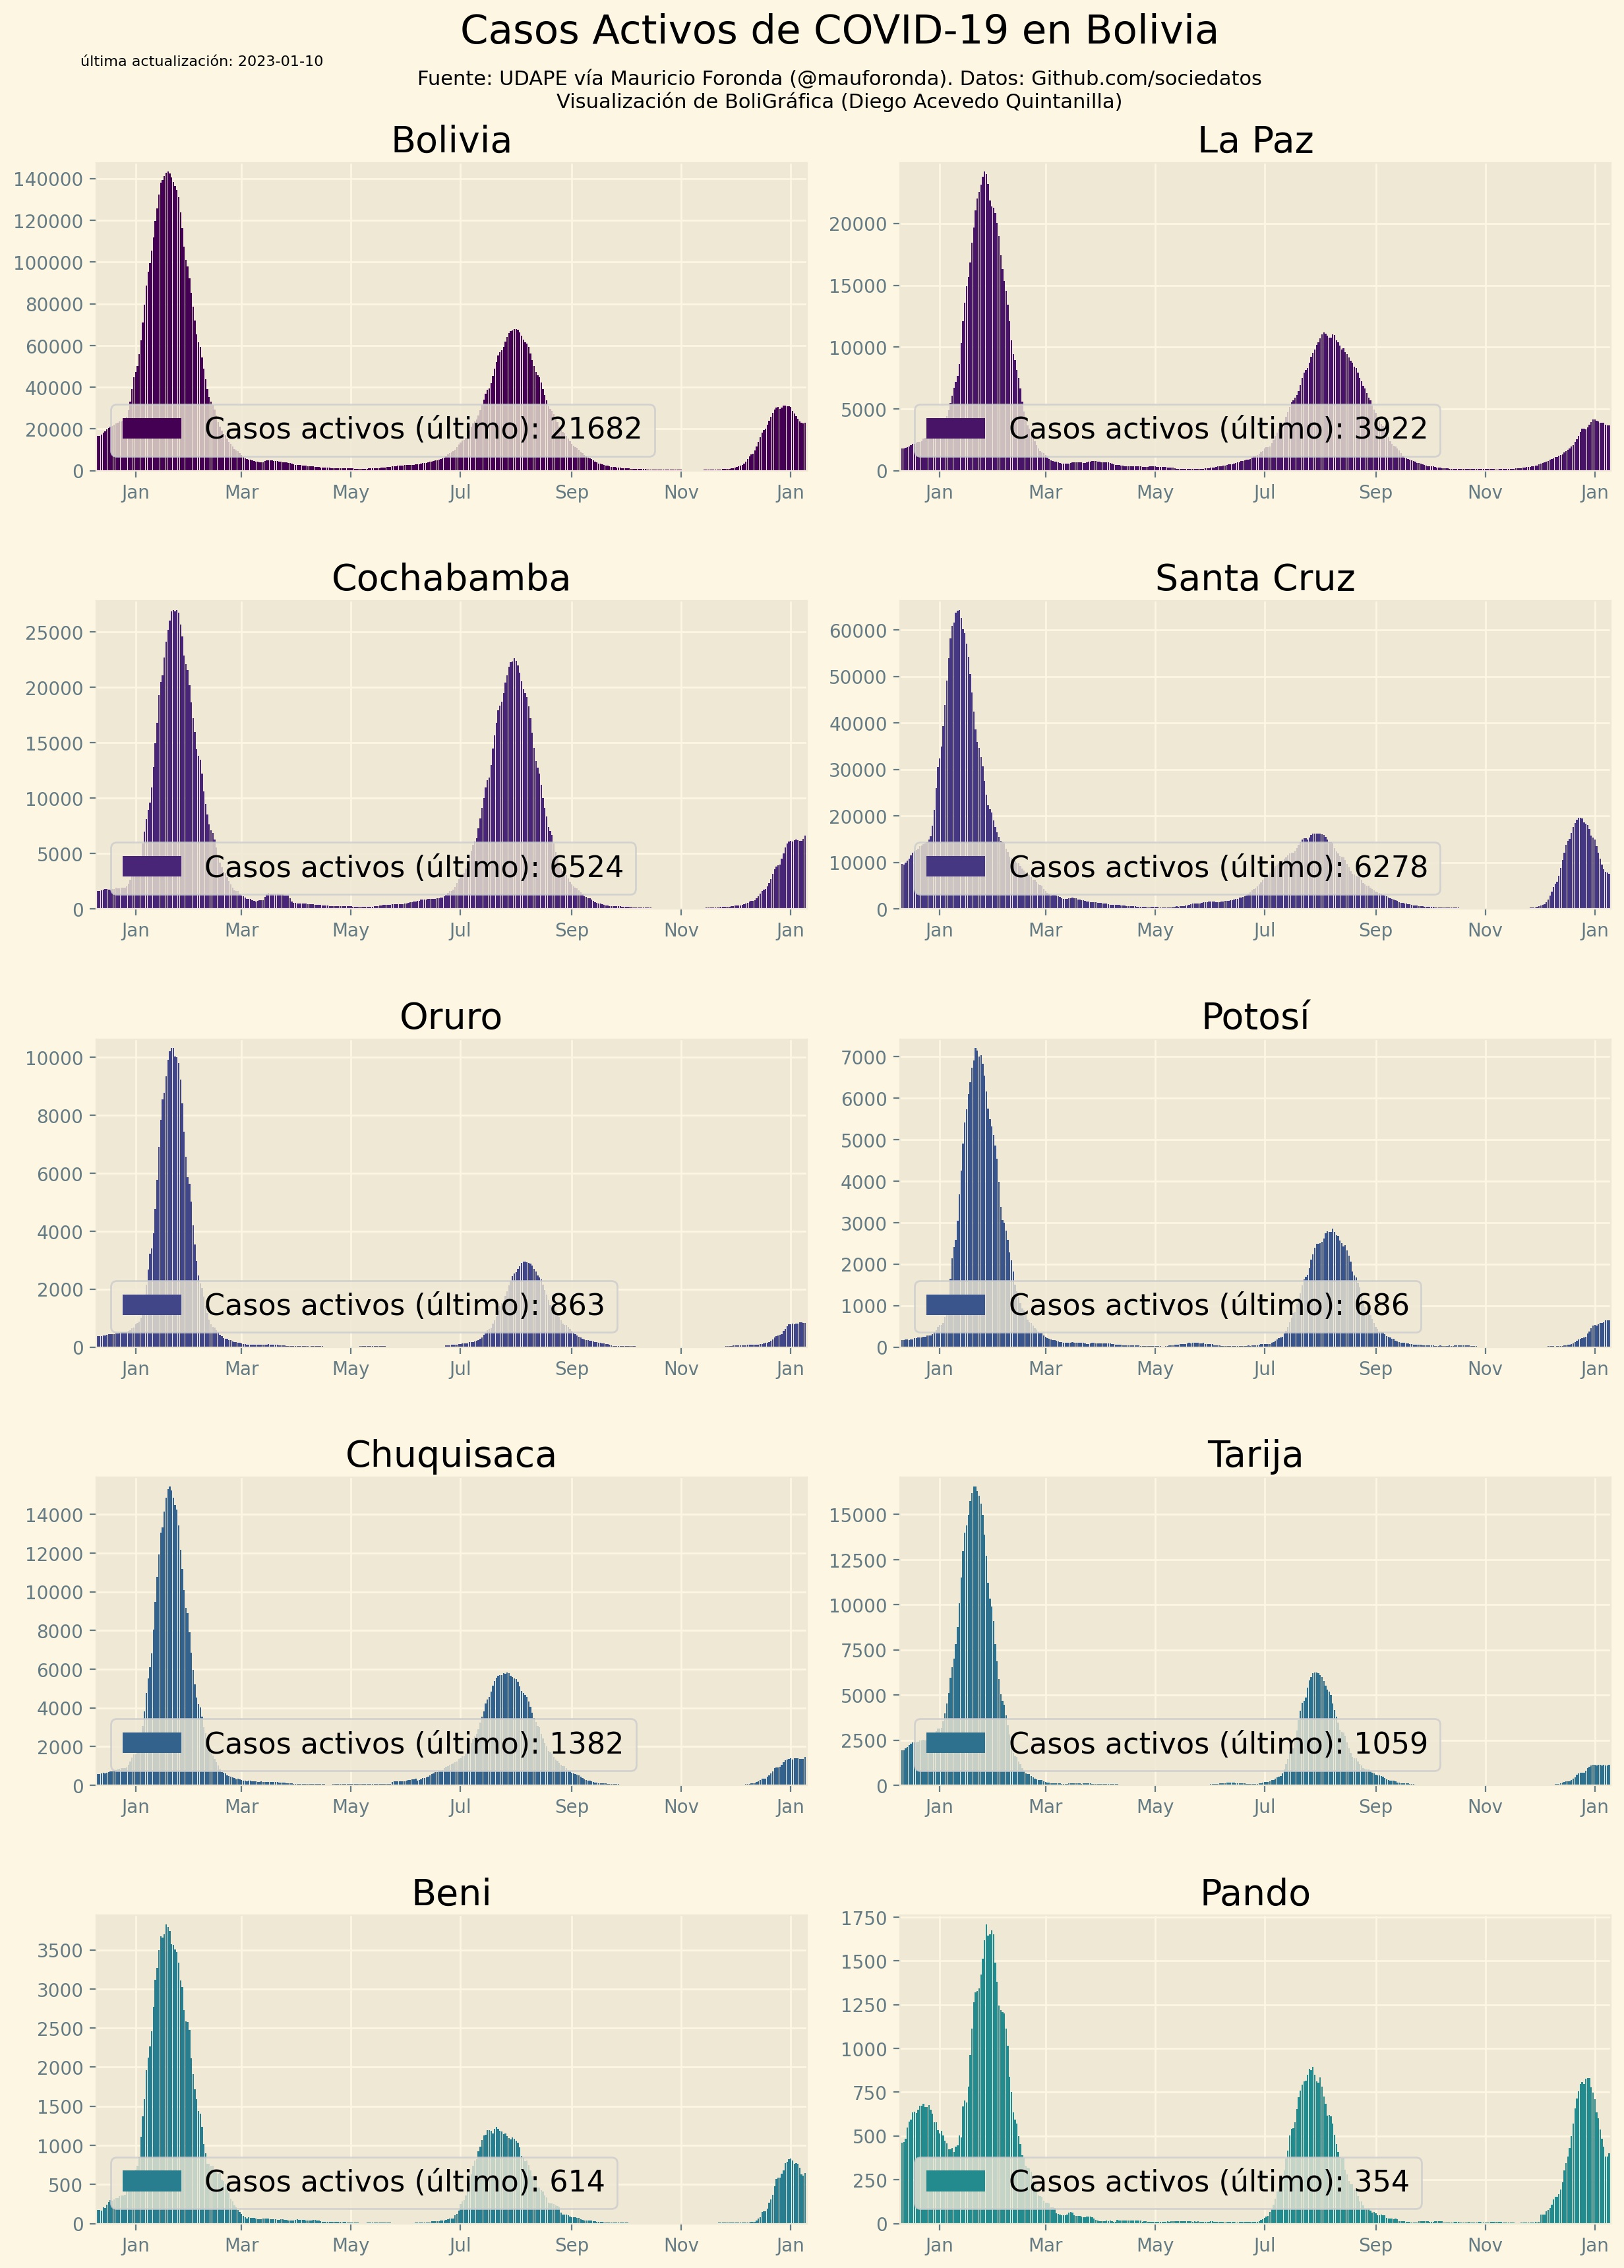 Casos Activos de COVID-19 en Bolivia
última actualización: 2023-01-10
Fuente: UDAPE vía Mauricio Foronda (@mauforonda). Datos: Github.com/sociedatos
Visualización de BoliGráfica (Diego Acevedo Quintanilla)
Bolivia
140000
120000
100000
80000
60000
40000
20000
0
Casos activos (último): 21682
Jan Mar May Jul Sep Nov Jan
La Paz
20000
15000
10000
5000
0
Casos activos (último): 3922
Jan Mar May Jul Sep Nov Jan
Cochabamba
25000
20000
15000
10000
5000
0
Casos activos (último): 6524
Jan Mar May Jul Sep Nov Jan
Santa Cruz
60000
50000
40000
30000
20000
10000
0
Casos activos (último): 6278
Jan Mar May Jul Sep Nov Jan
Oruro
10000
8000
6000
4000
2000
0
Casos activos (último): 863
Jan Mar May Jul Sep Nov Jan
Potosí
7000
6000
5000
4000
3000
2000
1000
0
Casos activos (último): 686
Jan Mar May Jul Sep Nov Jan
Chuquisaca
14000
12000
10000
8000
6000
4000
2000
0
Casos activos (último): 1382
Jan Mar May Jul Sep Nov Jan
Tarija
15000
12500
10000
7500
5000
2500
0
Casos activos (último): 1059
Jan Mar May Jul Sep Nov Jan
Beni
3500
3000
2500
2000
1500
1000
500
0
Casos activos (último): 614
Jan Mar May Jul Sep Nov Jan
Pando
1750
1500
1250
1000
750
500
250
0
Casos activos (último): 354
Jan Mar May Jul Sep Nov Jan